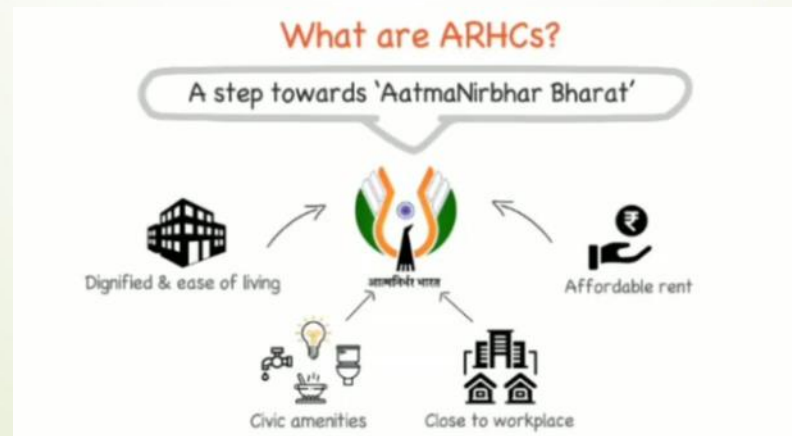 What are ARHCs?
A step towards 'AatmaNirbhar Bharat'
Dignified & ease of living
आत्मनिर्भर भारत
₹
Affordable rent
Civic amenities
Close to workplace